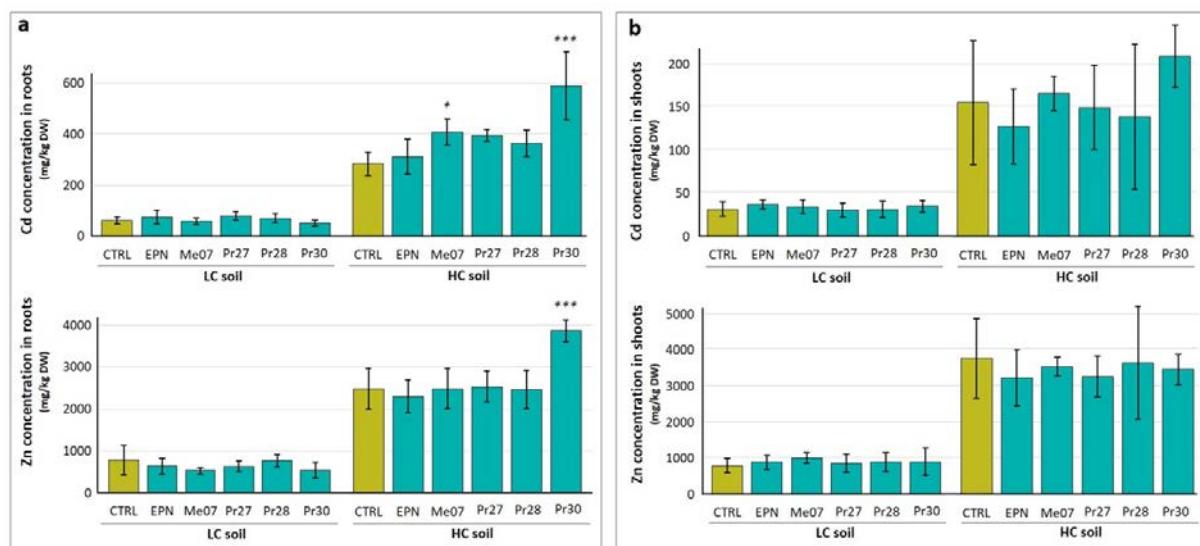 a
Cd concentration in roots
(mg/kg DW)
600
400
200
0
+
***
CTRL EPN Me07 Pr27 Pr28 Pr30 CTRL EPN Me07 Pr27 Pr28 Pr30
LC soil HC soil
Zn concentration in roots
(mg/kg DW)
4000
3000
2000
1000
0
***
CTRL EPN Me07 Pr27 Pr28 Pr30 CTRL EPN Me07 Pr27 Pr28 Pr30
LC soil HC soil
b
Cd concentration in shoots
(mg/kg DW)
200
150
100
50
0
CTRL EPN Me07 Pr27 Pr28 Pr30 CTRL EPN Me07 Pr27 Pr28 Pr30
LC soil HC soil
Zn concentration in shoots
(mg/kg DW)
5000
4000
3000
2000
1000
0
CTRL EPN Me07 Pr27 Pr28 Pr30 CTRL EPN Me07 Pr27 Pr28 Pr30
LC soil HC soil